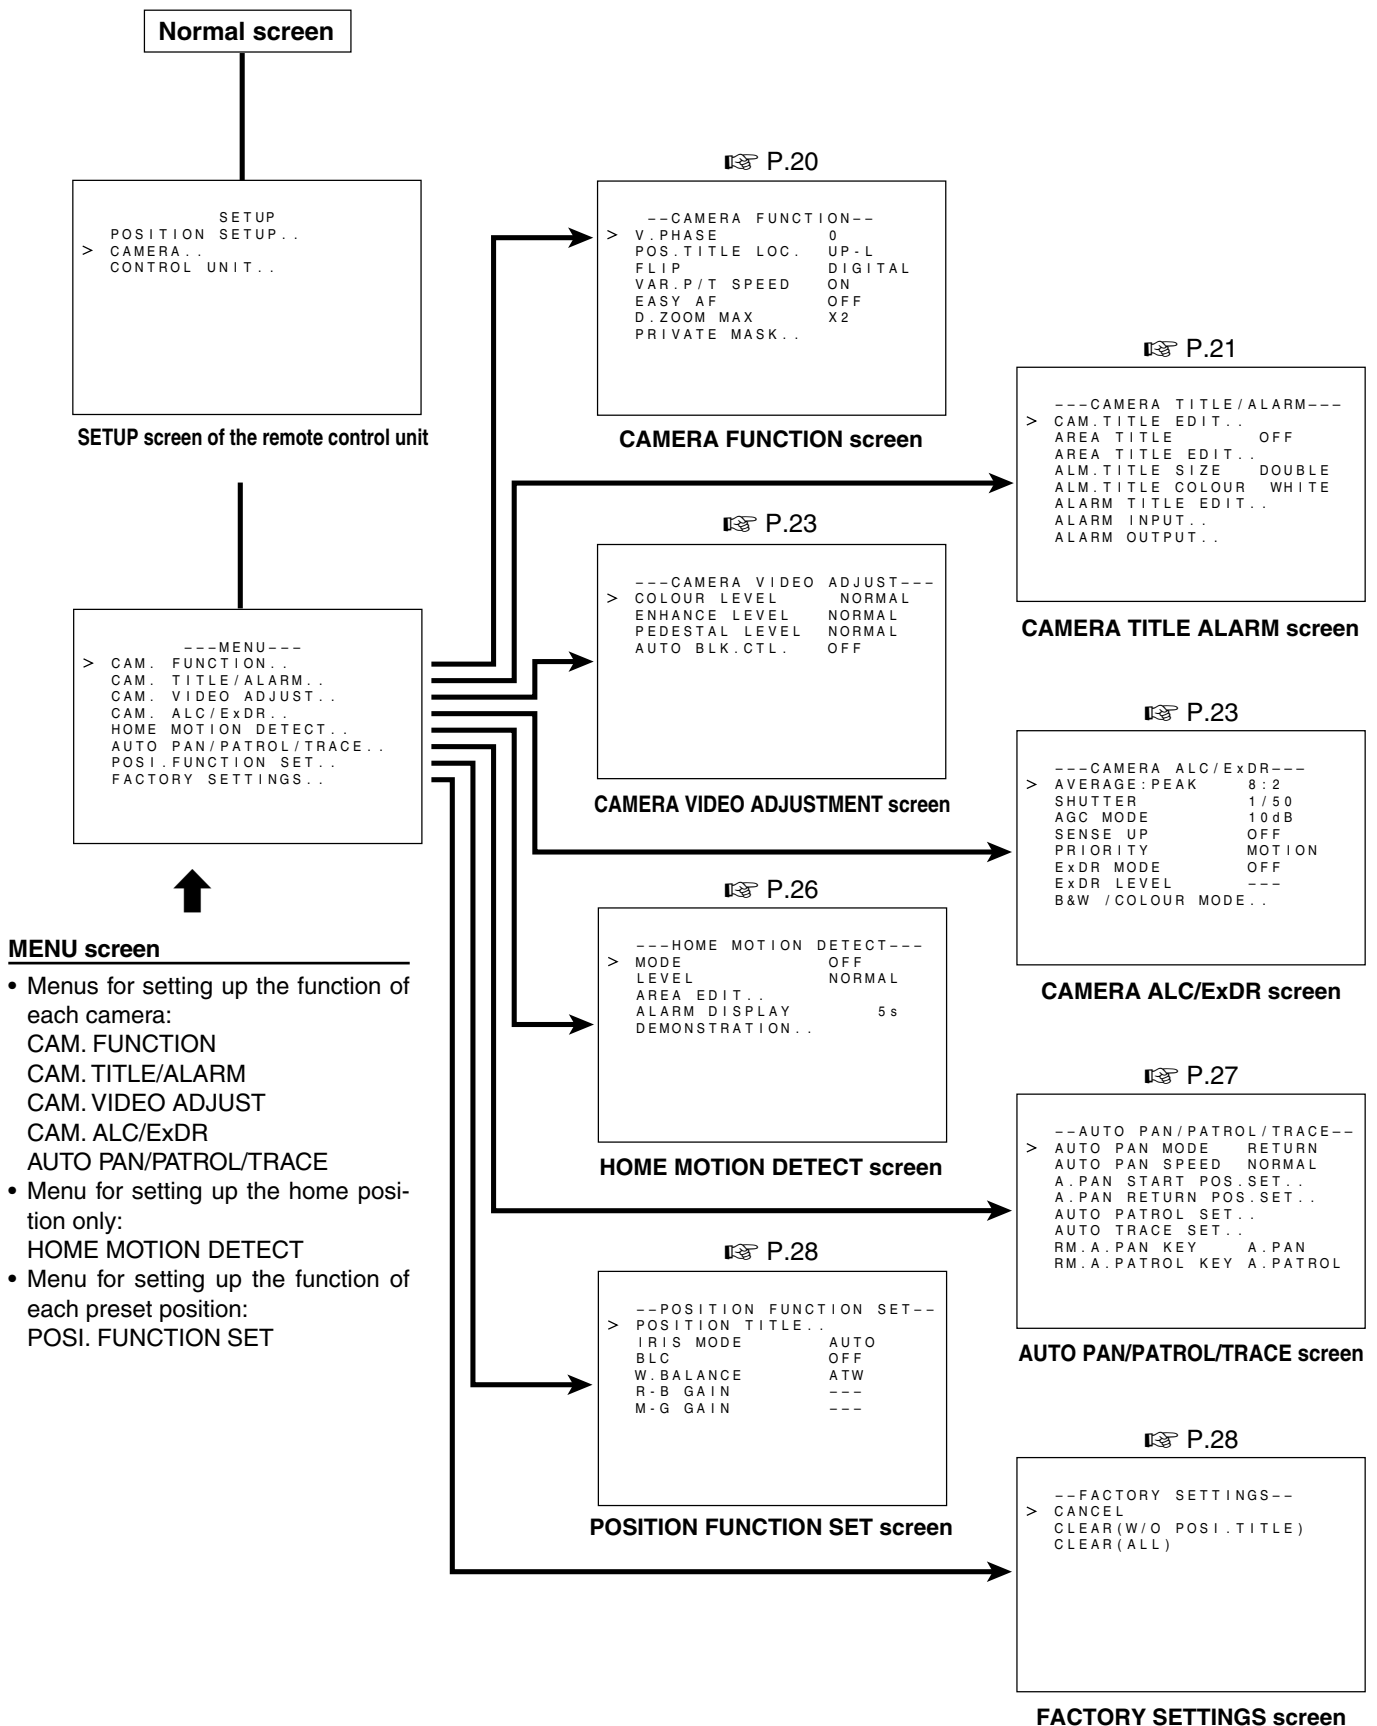 Normal screen
SETUP
POSITION SETUP..
> CAMERA..
CONTROL UNIT..
SETUP screen of the remote control unit
---MENU---
> CAM. FUNCTION..
CAM. TITLE/ALARM..
CAM. VIDEO ADJUST..
CAM. ALC/ExDR..
HOME MOTION DETECT..
AUTO PAN/PATROL/TRACE..
POSI.FUNCTION SET..
FACTORY SETTINGS..
MENU screen
• Menus for setting up the function of
each camera:
CAM. FUNCTION
CAM. TITLE/ALARM
CAM. VIDEO ADJUST
CAM. ALC/ExDR
AUTO PAN/PATROL/TRACE
• Menu for setting up the home posi-
tion only:
HOME MOTION DETECT
• Menu for setting up the function of
each preset position:
POSI. FUNCTION SET
☞ P.20
--CAMERA FUNCTION--
> V.PHASE 0
POS.TITLE LOC. UP-L
FLIP DIGITAL
VAR.P/T SPEED ON
EASY AF OFF
D.ZOOM MAX X2
PRIVATE MASK..
CAMERA FUNCTION screen
☞ P.21
---CAMERA TITLE/ALARM---
> CAM.TITLE EDIT..
AREA TITLE OFF
AREA TITLE EDIT..
ALM.TITLE SIZE DOUBLE
ALM.TITLE COLOUR WHITE
ALARM TITLE EDIT..
ALARM INPUT..
ALARM OUTPUT..
CAMERA TITLE ALARM screen
☞ P.23
---CAMERA VIDEO ADJUST---
> COLOUR LEVEL NORMAL
ENHANCE LEVEL NORMAL
PEDESTAL LEVEL NORMAL
AUTO BLK.CTL. OFF
CAMERA VIDEO ADJUSTMENT screen
☞ P.23
---CAMERA ALC/ExDR---
> AVERAGE:PEAK 8:2
SHUTTER 1/50
AGC MODE 10dB
SENSE UP OFF
PRIORITY MOTION
ExDR MODE OFF
ExDR LEVEL ---
B&W /COLOUR MODE..
CAMERA ALC/ExDR screen
☞ P.26
---HOME MOTION DETECT---
> MODE OFF
LEVEL NORMAL
AREA EDIT..
ALARM DISPLAY 5s
DEMONSTRATION..
HOME MOTION DETECT screen
☞ P.27
--AUTO PAN/PATROL/TRACE--
> AUTO PAN MODE RETURN
AUTO PAN SPEED NORMAL
A.PAN START POS.SET..
A.PAN RETURN POS.SET..
AUTO PATROL SET..
AUTO TRACE SET..
RM.A.PAN KEY A.PAN
RM.A.PATROL KEY A.PATROL
AUTO PAN/PATROL/TRACE screen
☞ P.28
--POSITION FUNCTION SET--
> POSITION TITLE..
IRIS MODE AUTO
BLC OFF
W.BALANCE ATW
R-B GAIN ---
M-G GAIN ---
POSITION FUNCTION SET screen
☞ P.28
--FACTORY SETTINGS--
> CANCEL
CLEAR(W/O POSI.TITLE)
CLEAR(ALL)
FACTORY SETTINGS screen